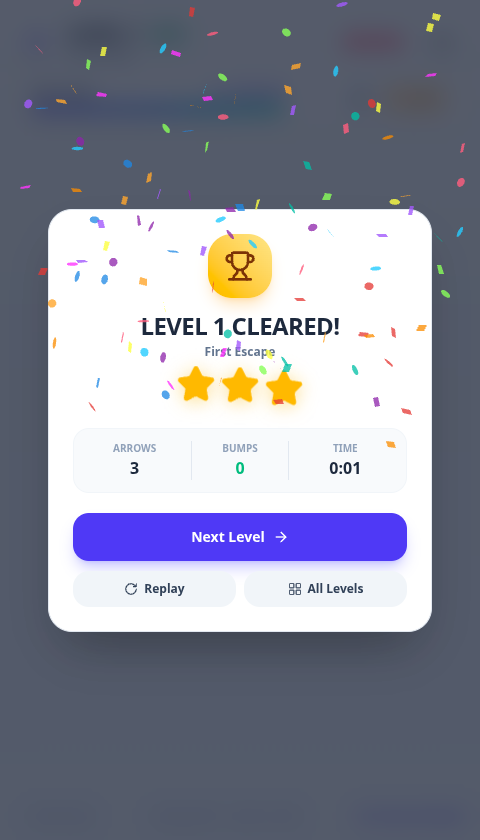 LEVEL 1 CLEARED!
First Escape
ARROWS BUMPS TIME
3 0 0:01
Next Level
Replay All Levels